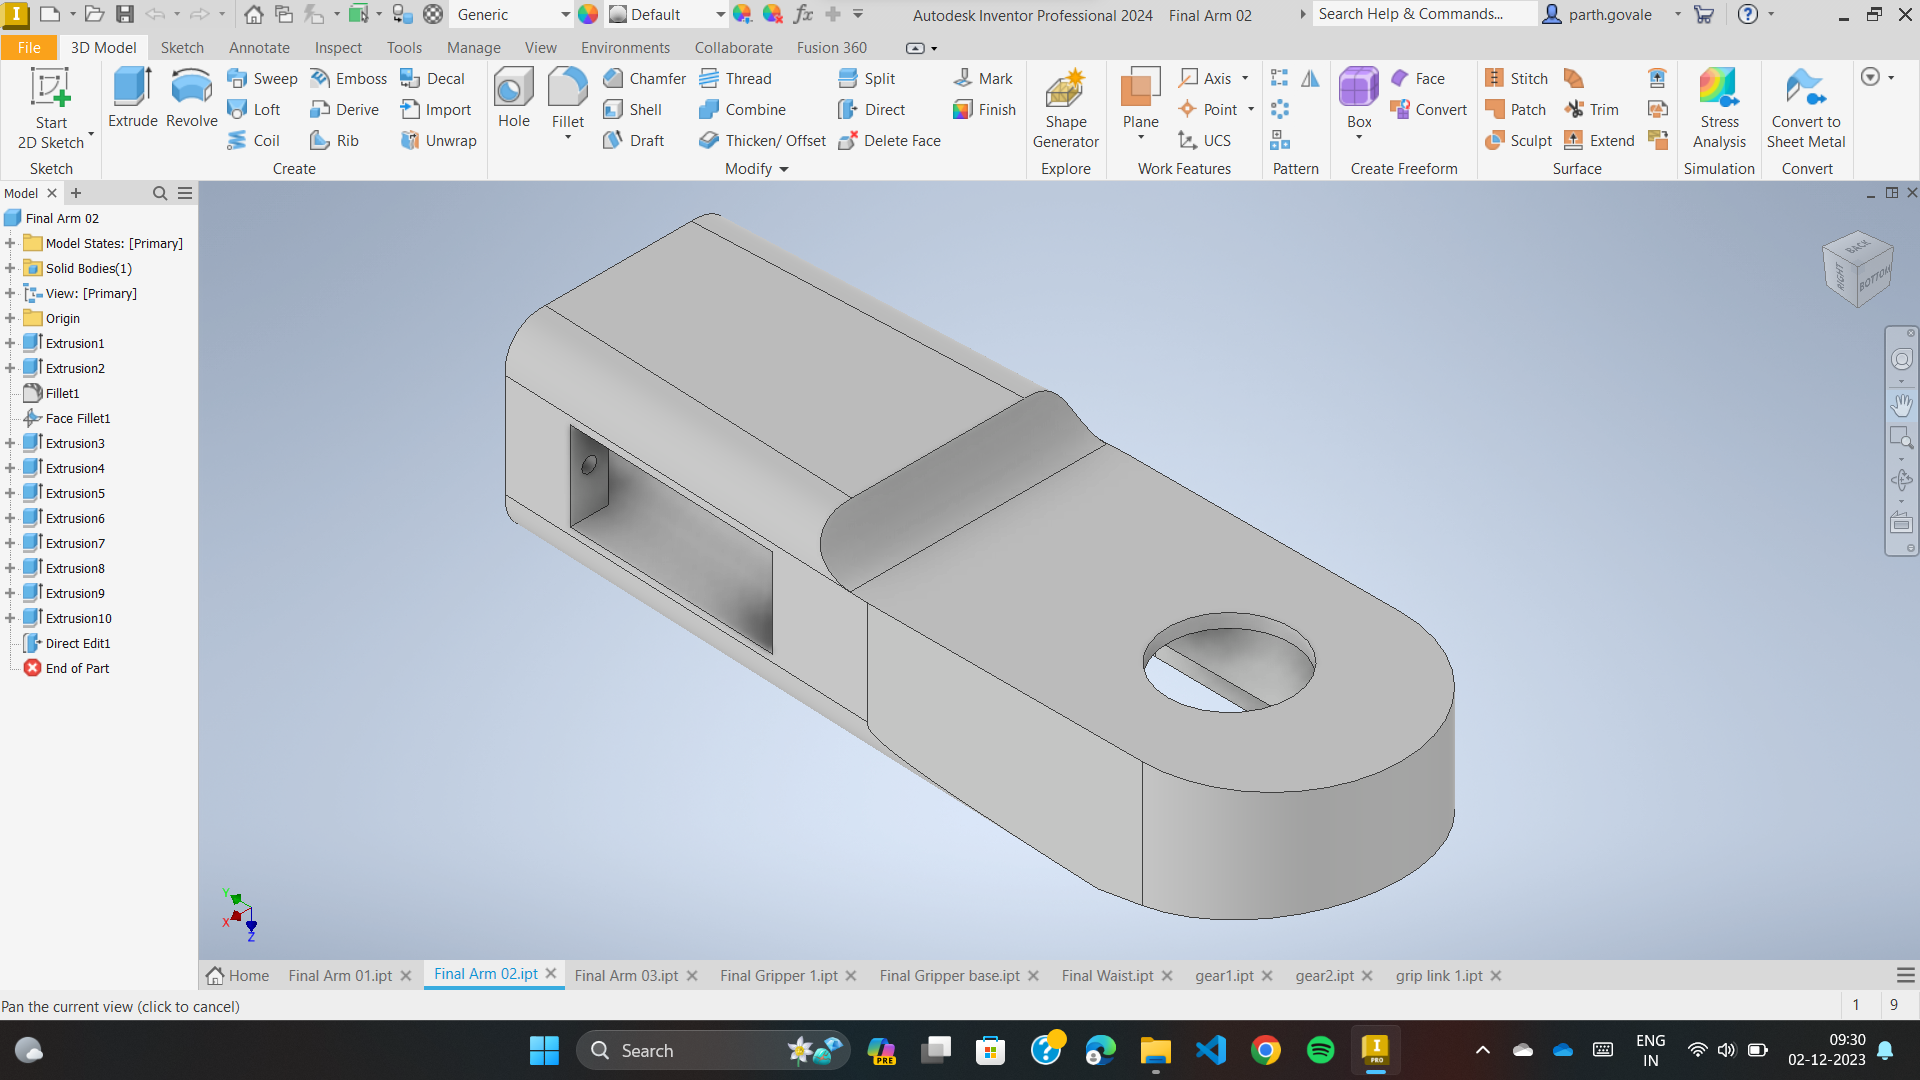 Generic
Default
fx
Autodesk Inventor Professional 2024 Final Arm 02
Search Help & Commands...
parth.govale
File 3D Model Sketch Annotate Inspect Tools Manage View Environments Collaborate Fusion 360
Start
2D Sketch
Sketch
Extrude Revolve
Sweep Emboss Decal
Loft Derive Import
Coil Rib Unwrap
Create
Hole Fillet
Chamfer Thread Split Mark
Shell Combine Direct Finish
Draft Thicken/ Offset Delete Face
Modify
Shape
Generator
Explore
Plane
Axis
Point
UCS
Work Features
Pattern
Box
Face
Convert
Create Freeform
Stitch
Patch Trim
Sculpt Extend
Surface
Stress
Analysis
Simulation
Convert to
Sheet Metal
Convert
Model
Final Arm 02
Model States: [Primary]
Solid Bodies(1)
View: [Primary]
Origin
Extrusion1
Extrusion2
Fillet1
Face Fillet1
Extrusion3
Extrusion4
Extrusion5
Extrusion6
Extrusion7
Extrusion8
Extrusion9
Extrusion10
Direct Edit1
End of Part
BACK
RIGHT
BOTTOM
Y
X
Z
Home Final Arm 01.ipt Final Arm 02.ipt Final Arm 03.ipt Final Gripper 1.ipt Final Gripper base.ipt Final Waist.ipt gear1.ipt gear2.ipt grip link 1.ipt
Pan the current view (click to cancel)
1 9
Search
PRE
I
PRO
ENG
IN
09:30
02-12-2023